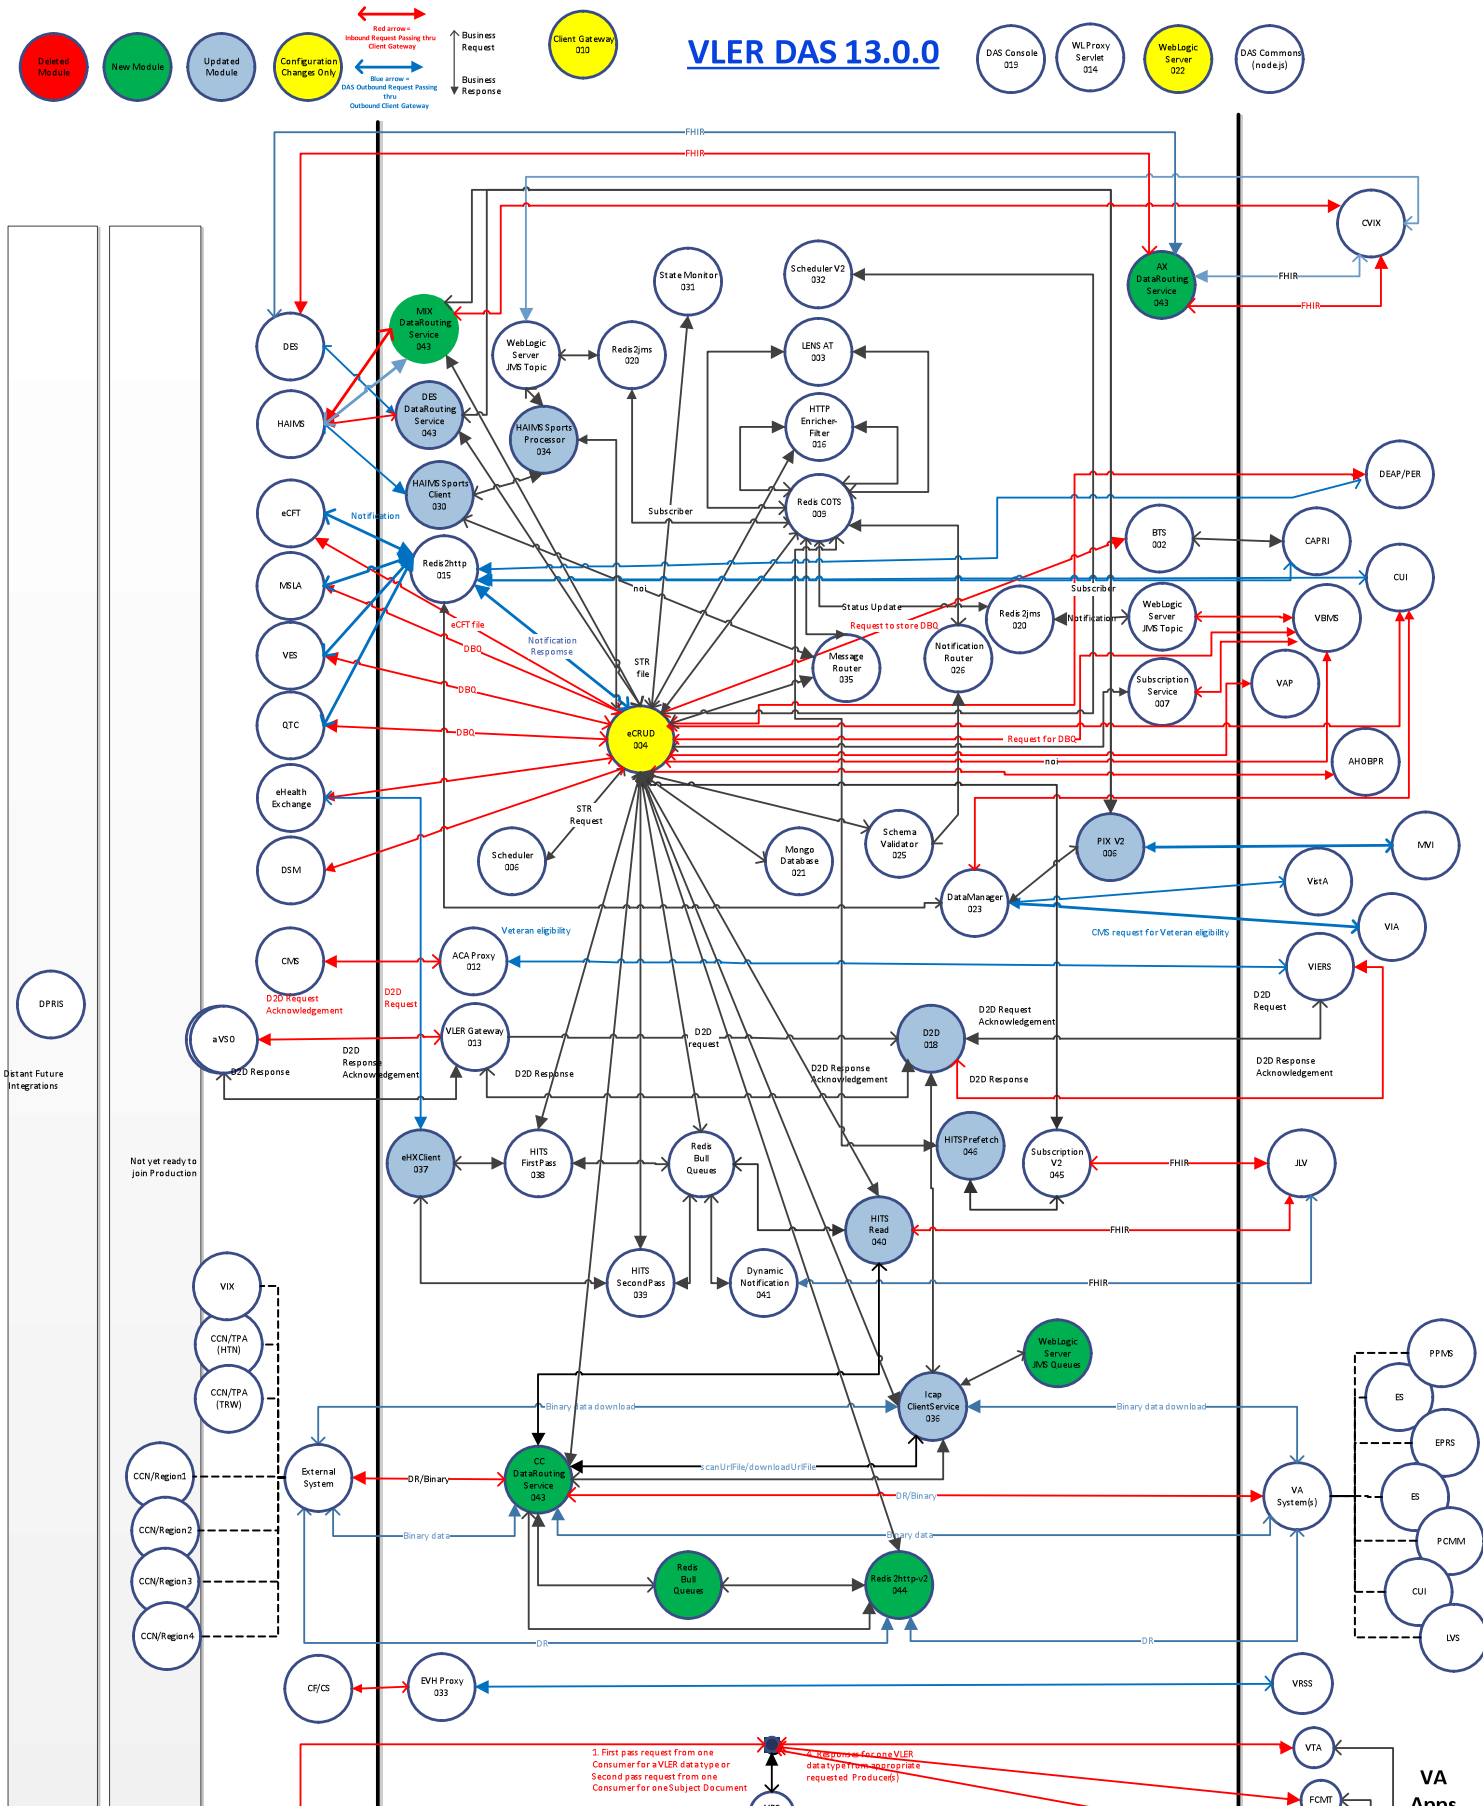 Deleted
Module
New Module
Updated
Module
Configuration
Changes Only
Red arrow =
Inbound Request Passing thru
Client Gateway
Blue arrow =
DAS Outbound Request Passing
thru
Outbound Client Gateway
Business
Request
Business
Response
Client Gateway
010
VLER DAS 13.0.0
DAS Console
019
WL Proxy
Servlet
014
WebLogic
Server
022
DAS Commons
(node.js)
FHIR
FHIR
CVIX
State Monitor
031
Scheduler V2
032
AX
DataRouting
Service
043
FHIR
FHIR
MIX
DataRouting
Service
043
DES
WebLogic
Server
JMS Topic
Redis2jms
020
LENS AT
003
HAIMS
DES
DataRouting
Service
043
HAIMS Sports
Processor
034
HTTP
Enricher-
Filter
016
HAIMS Sports
Client
030
Redis COTS
009
DEAP/PER
eCFT
Notification
Subscriber
BTS
002
CAPRI
Redis2http
015
MSLA
noi
CUI
Subscriber
Status Update
Redis2jms
020
Notification
WebLogic
Server
JMS Topic
VBMS
eCFT file
Request to store DBQ
DBQ
Notification
Respomse
VES
STR
file
Message
Router
035
Notification
Router
026
Subscription
Service
007
VAP
DBQ
QTC
DBQ
eCRUD
004
Request for DBQ
noi
AHOBPR
eHealth
Exchange
STR
Request
DSM
Scheduler
006
Mongo
Database
021
Schema
Validator
025
PIX V2
006
MVI
DataManager
023
VistA
VIA
Veteran eligibility
CMS request for Veteran eligibility
CMS
ACA Proxy
012
VIERS
DPRIS
D2D Request
Acknowledgement
D2D
Request
D2D
Request
aVSO
VLER Gateway
013
D2D
request
D2D
018
D2D Request
Acknowledgement
Distant Future
Integrations
D2D Response
D2D
Response
Acknowledgement
D2D Response
D2D Response
Acknowledgement
D2D Response
D2D Response
Acknowledgement
Not yet ready to
join Production
eHXClient
037
HITS
FirstPass
038
Redis
Bull
Queues
HITSPrefetch
046
Subscription
V2
045
FHIR
JLV
HITS
Read
040
FHIR
VIX
HITS
SecondPass
039
Dynamic
Notification
041
FHIR
CCN/TPA
(HTN)
WebLogic
Server
JMS Queues
PPMS
CCN/TPA
(TRW)
Icap
ClientService
036
ES
Binary data download
Binary data download
EPRS
CCN/Region1
External
System
DR/Binary
CC
DataRouting
Service
043
scanUrlFile/downloadUrlFile
DR/Binary
VA
System(s)
ES
CCN/Region2
Binary data
Binary data
PCMM
CCN/Region3
Redis
Bull
Queues
Redis2http-v2
044
CUI
CCN/Region4
DR
DR
LVS
CF/CS
EVH Proxy
033
VRSS
1. First pass request from one
Consumer for a VLER data type or
Second pass request from one
Consumer for one Subject Document
4. Responses for one VLER
data type from appropriate
requested Producer(s)
VTA
FCMT
VA
Apps